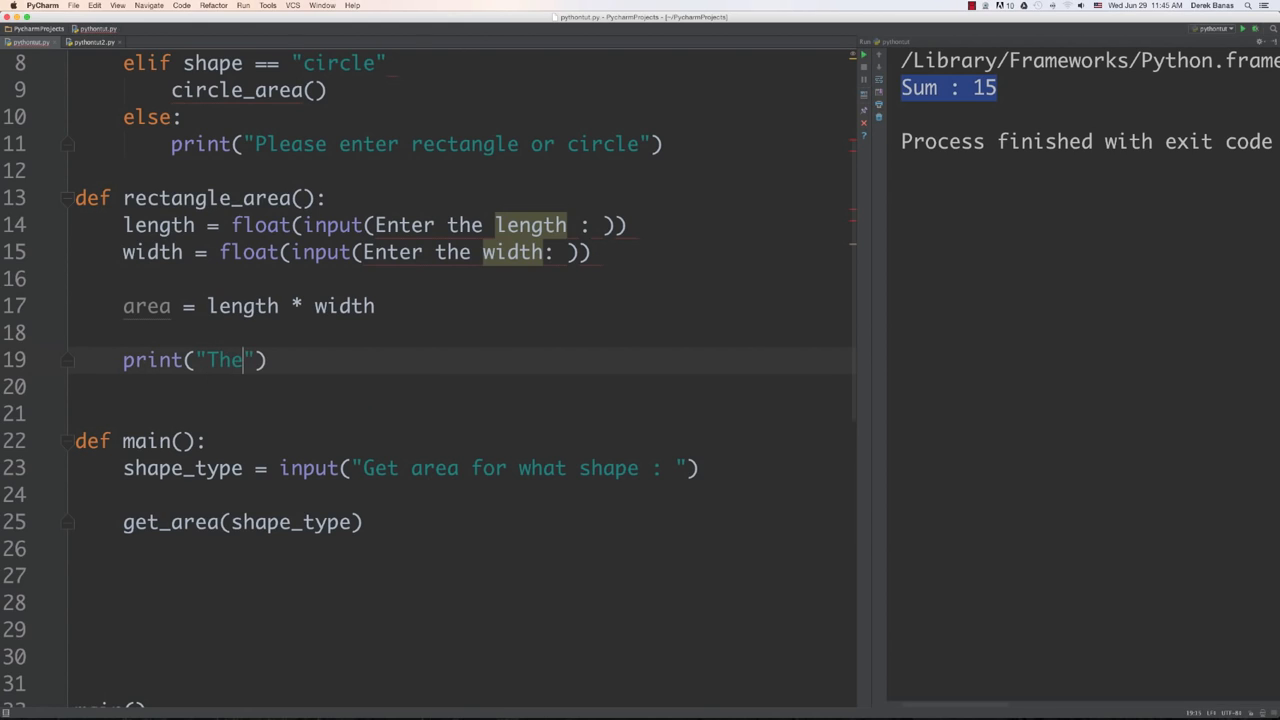 PyCharm File Edit View Navigate Code Refactor Run Tools VCS Window Help 10 Wed Jun 29 11:45 AM Derek Banas
pythontut.py - PycharmProjects - [~/PycharmProjects]
PycharmProjects pythontut.py pythontut
pythontut.py pythontut2.py Run: pythontut
8 elif shape == "circle"
9 circle_area()
10 else:
11 print("Please enter rectangle or circle")
12
13 def rectangle_area():
14 length = float(input(Enter the length : ))
15 width = float(input(Enter the width: ))
16
17 area = length * width
18
19 print("The")
20
21
22 def main():
23 shape_type = input("Get area for what shape : ")
24
25 get_area(shape_type)
26
27
28
29
30
31
main()
/Library/Frameworks/Python.frame
Sum : 15
Process finished with exit code
19:15 LF‡ UTF-8‡